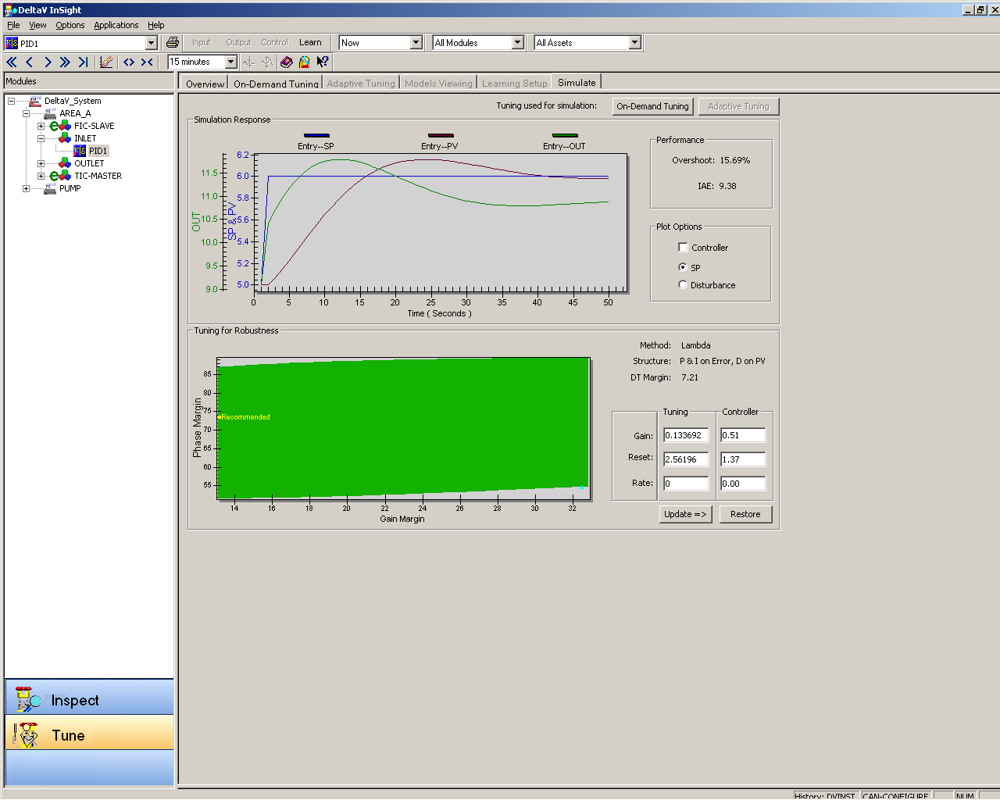 DeltaV InSight
File View Options Applications Help
PID1 Input Output Control Learn Now All Modules All Assets
15 minutes
Modules
Overview On-Demand Tuning Adaptive Tuning Models Viewing Learning Setup Simulate
DeltaV_System
AREA_A
FIC-SLAVE
INLET
PID1
OUTLET
TIC-MASTER
PUMP
Tuning used for simulation: On-Demand Tuning Adaptive Tuning
Simulation Response
Entry--SP Entry--PV Entry--OUT
OUT
11.5
11.0
10.5
10.0
9.5
9.0
SP & PV
6.2
6.0
5.8
5.6
5.4
5.2
5.0
0 5 10 15 20 25 30 35 40 45 50
Time ( Seconds )
Performance
Overshoot: 15.69%
IAE: 9.38
Plot Options
Controller
SP
Disturbance
Tuning for Robustness
Phase Margin
85
80
75
70
65
60
55
Recommended
14 16 18 20 22 24 26 28 30 32
Gain Margin
Method: Lambda
Structure: P & I on Error, D on PV
DT Margin: 7.21
Tuning Controller
Gain: 0.133692 0.51
Reset: 2.56196 1.37
Rate: 0 0.00
Update => Restore
Inspect
Tune
History: DVINST CAN-CONFIGURE NUM